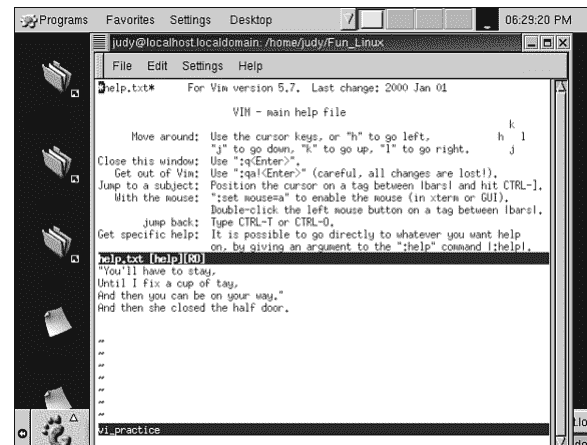 Programs Favorites Settings Desktop 06:29:20 PM
judy@localhost.localdomain: /home/judy/Fun_Linux
File Edit Settings Help
*help.txt* For Vim version 5.7. Last change: 2000 Jan 01
VIM - main help file
k
Move around: Use the cursor keys, or "h" to go left, h l
"j" to go down, "k" to go up, "l" to go right. j
Close this window: Use ":q<Enter>".
Get out of Vim: Use ":qa!<Enter>" (careful, all changes are lost!).
Jump to a subject: Position the cursor on a tag between |bars| and hit CTRL-].
With the mouse: ":set mouse=a" to enable the mouse (in xterm or GUI).
Double-click the left mouse button on a tag between |bars|.
jump back: Type CTRL-T or CTRL-O.
Get specific help: It is possible to go directly to whatever you want help
on, by giving an argument to the ":help" command |:help|.
help.txt [help][RO]
"You'll have to stay,
Until I fix a cup of tay,
And then you can be on your way."
And then she closed the half door.
~
~
~
~
~
~
~
vi_practice